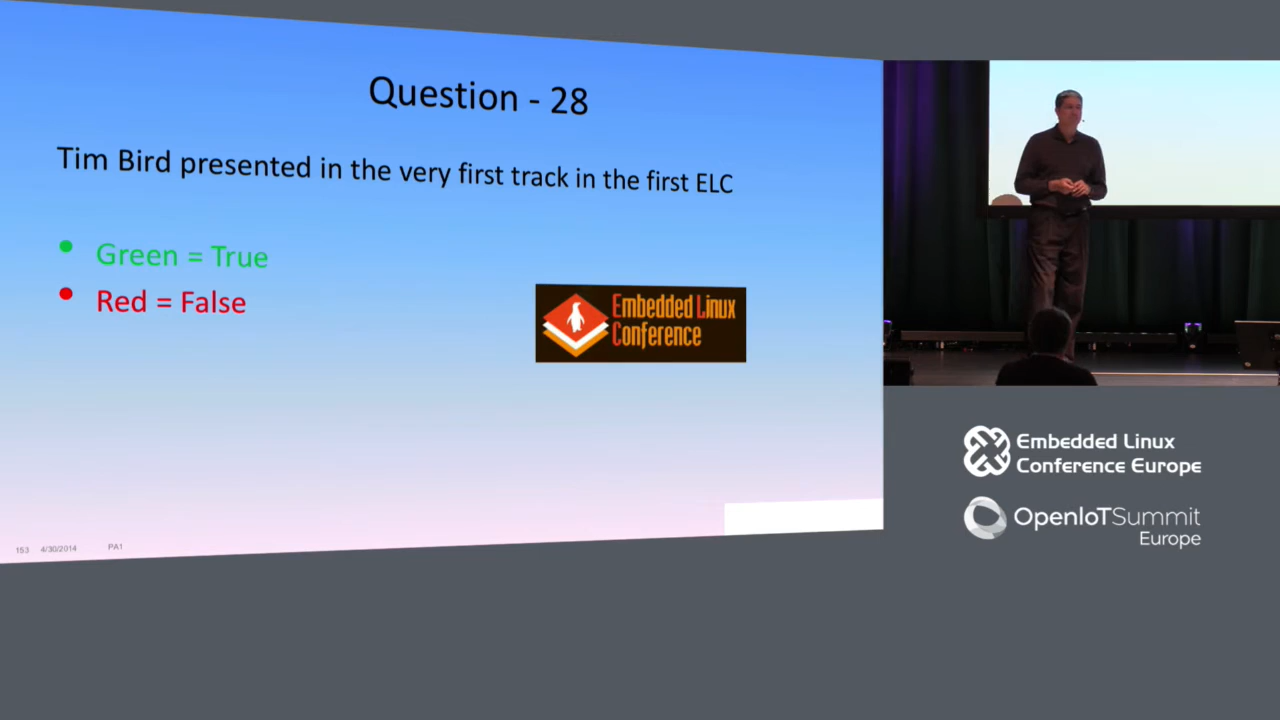 Question - 28
Tim Bird presented in the very first track in the first ELC
• Green = True
• Red = False
Embedded Linux
Conference
153 4/30/2014 PA1
Embedded Linux
Conference Europe
OpenIoTSummit
Europe